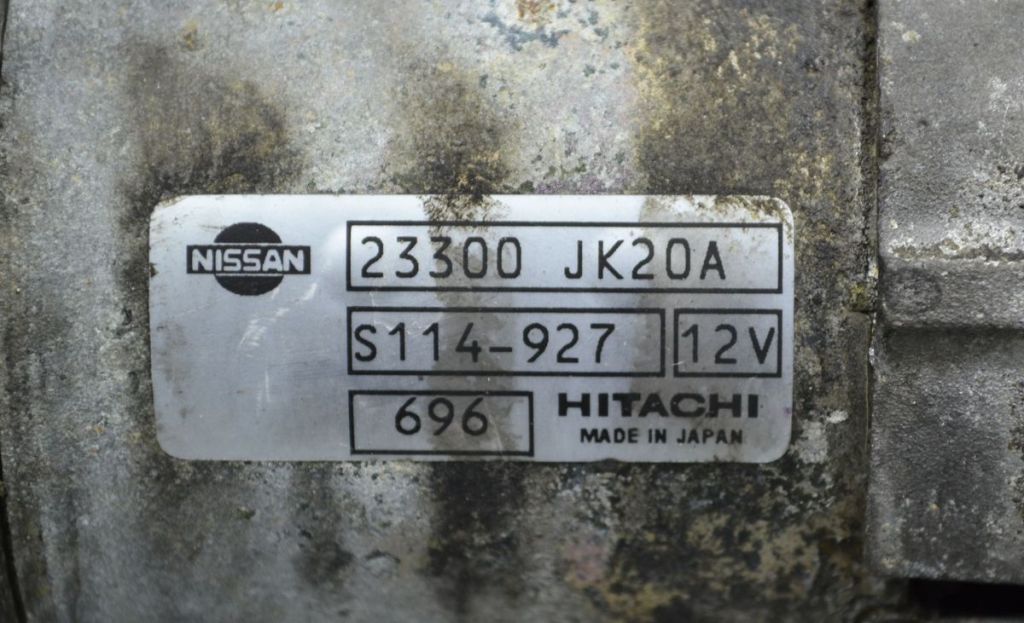 NISSAN
23300 JK20A
S114-927 12V
696 HITACHI
MADE IN JAPAN